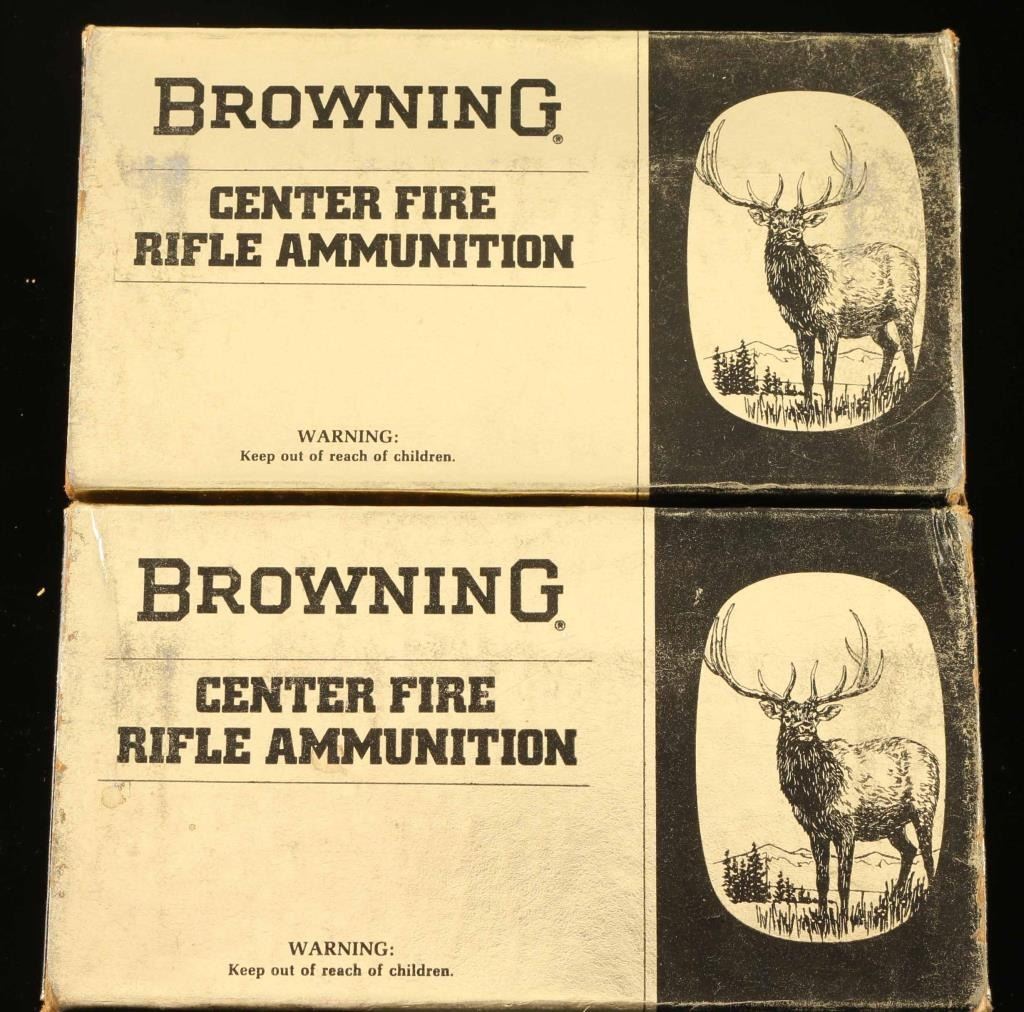 BROWNING®
CENTER FIRE
RIFLE AMMUNITION
WARNING:
Keep out of reach of children.
BROWNING®
CENTER FIRE
RIFLE AMMUNITION
WARNING:
Keep out of reach of children.